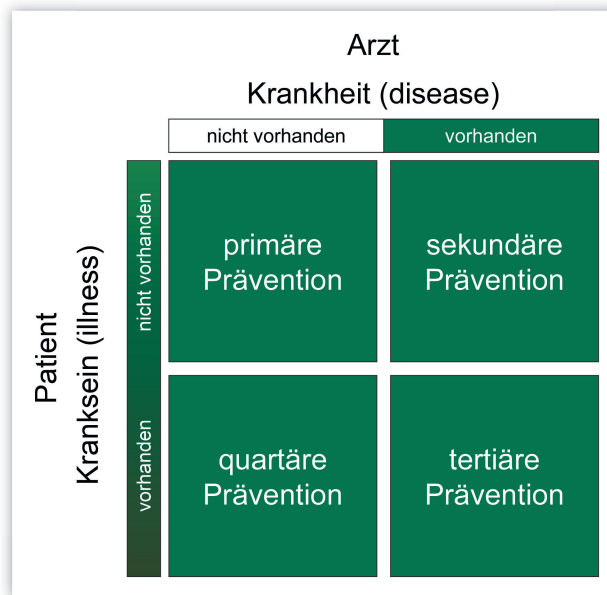 Arzt
Krankheit (disease)
nicht vorhanden
vorhanden
Patient
Kranksein (illness)
nicht vorhanden
vorhanden
primäre
Prävention
sekundäre
Prävention
quartäre
Prävention
tertiäre
Prävention